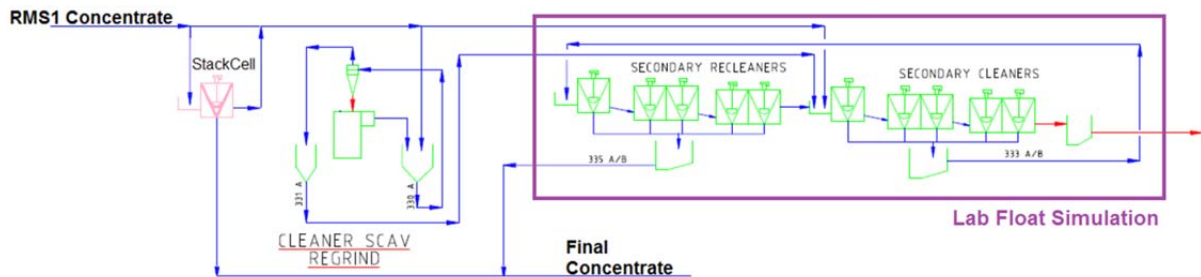 RMS1 Concentrate
StackCell
SECONDARY RECLEANERS
SECONDARY CLEANERS
335 A/B
333 A/B
331 A
330 A
Lab Float Simulation
CLEANER SCAV
REGRIND
Final
Concentrate